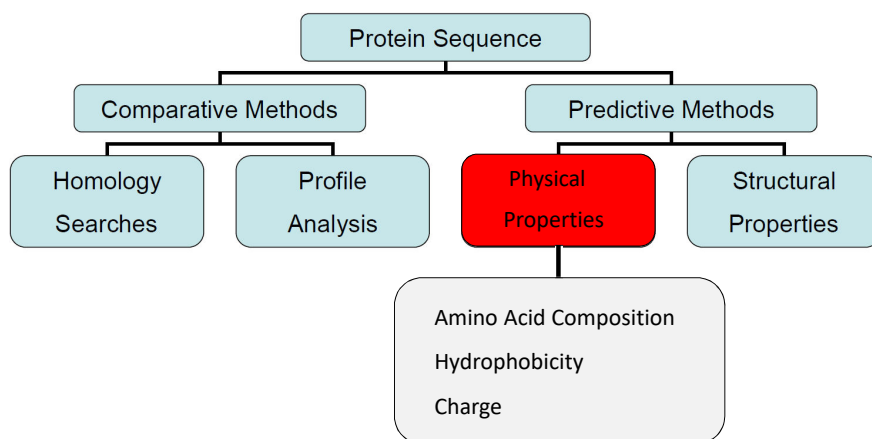 Protein Sequence
Comparative Methods
Predictive Methods
Homology
Searches
Profile
Analysis
Physical
Properties
Structural
Properties
Amino Acid Composition
Hydrophobicity
Charge